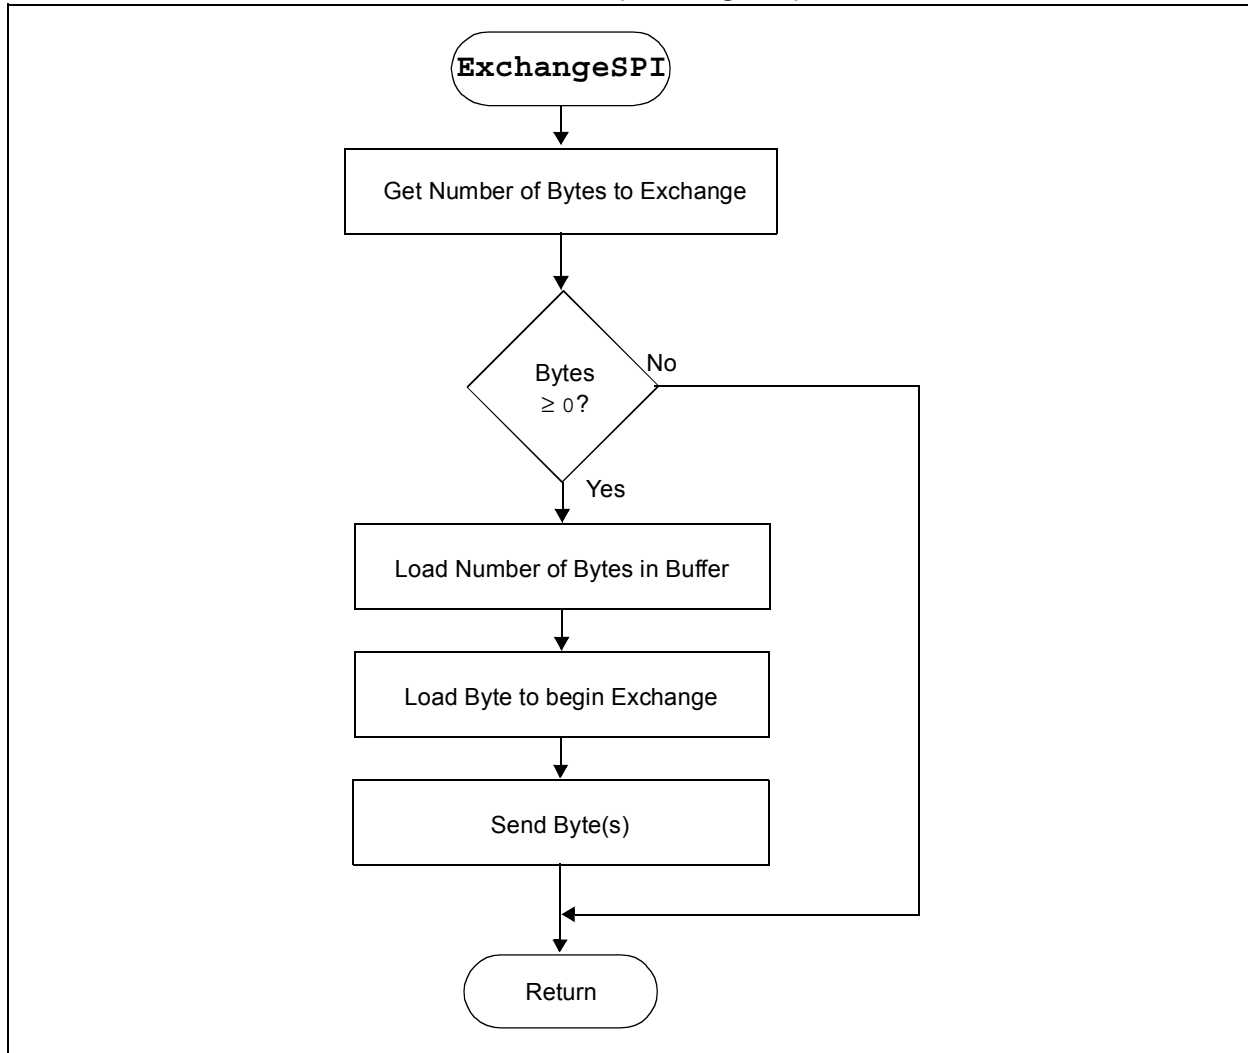 ExchangeSPI
Get Number of Bytes to Exchange
Bytes
≥ 0?
No
Yes
Load Number of Bytes in Buffer
Load Byte to begin Exchange
Send Byte(s)
Return